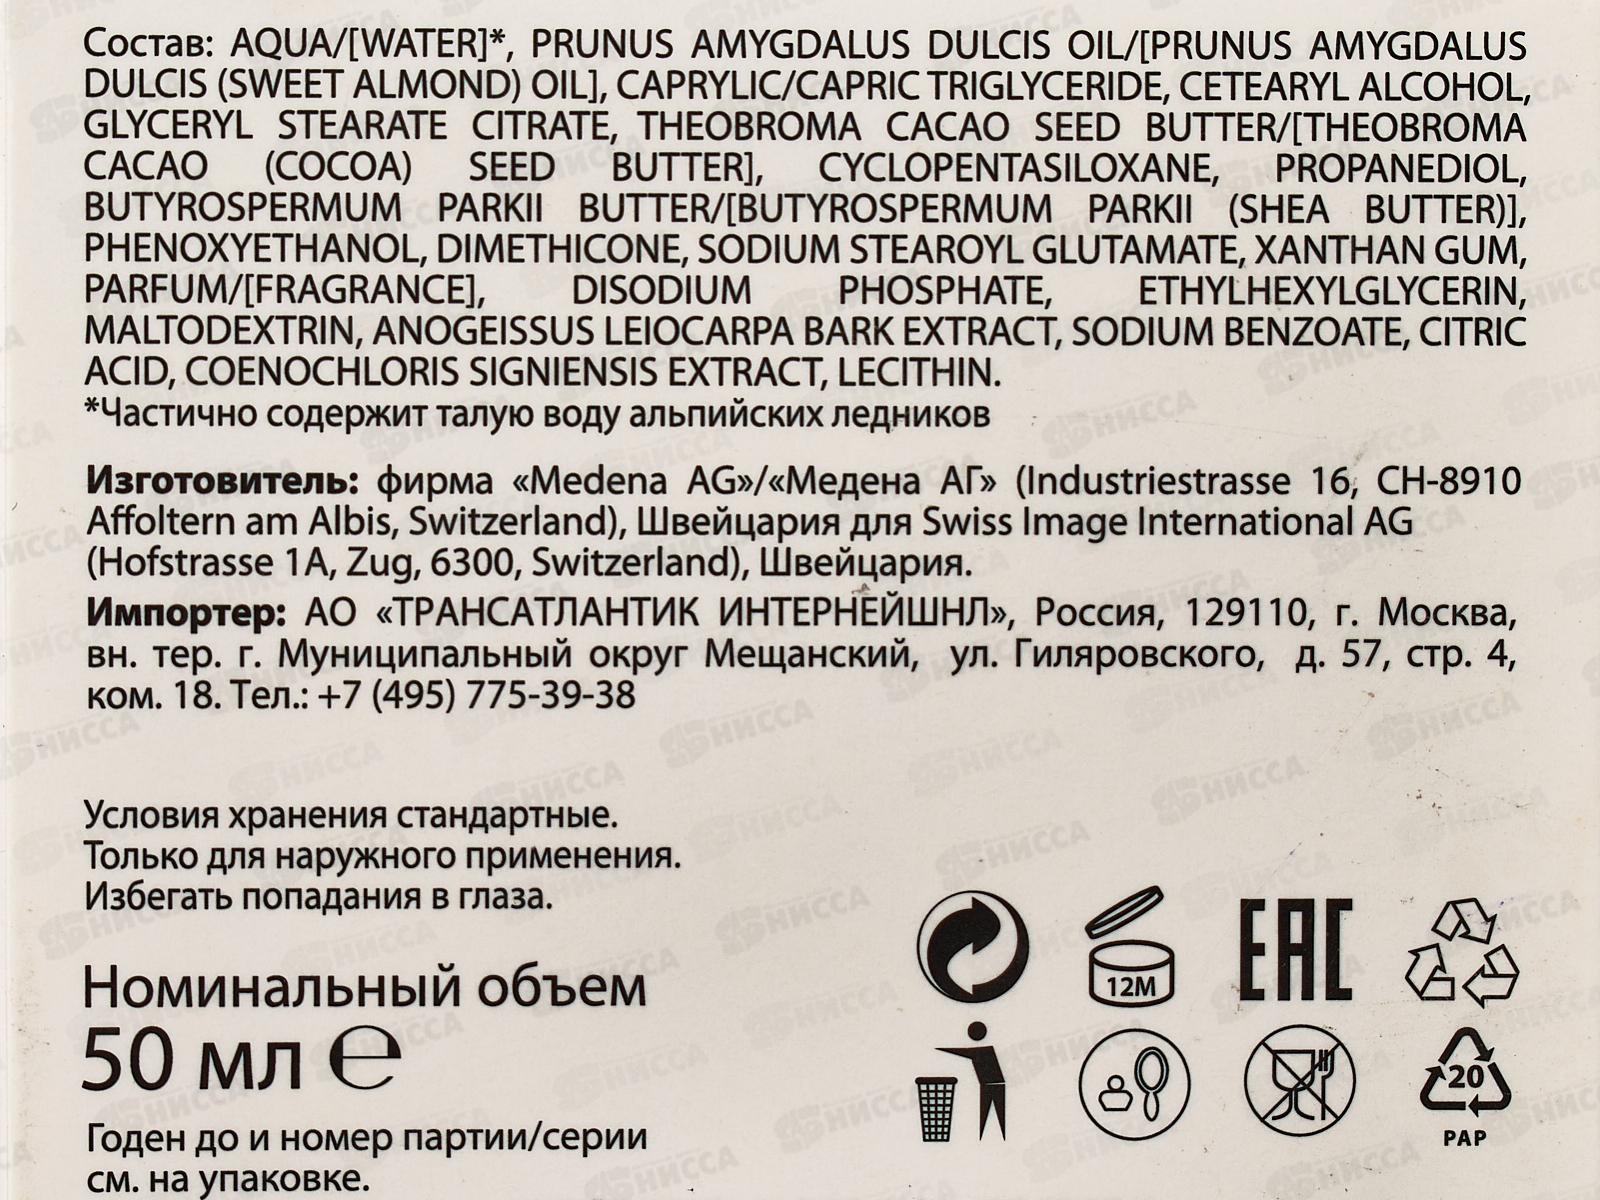 Состав: AQUA/[WATER]*, PRUNUS AMYGDALUS DULCIS OIL/[PRUNUS AMYGDALUS
DULCIS (SWEET ALMOND) OIL], CAPRYLIC/CAPRIC TRIGLYCERIDE, CETEARYL ALCOHOL,
GLYCERYL STEARATE CITRATE, THEOBROMA CACAO SEED BUTTER/[THEOBROMA
CACAO (COCOA) SEED BUTTER], CYCLOPENTASILOXANE, PROPANEDIOL,
BUTYROSPERMUM PARKII BUTTER/[BUTYROSPERMUM PARKII (SHEA BUTTER)],
PHENOXYETHANOL, DIMETHICONE, SODIUM STEAROYL GLUTAMATE, XANTHAN GUM,
PARFUM/[FRAGRANCE], DISODIUM PHOSPHATE, ETHYLHEXYLGLYCERIN,
MALTODEXTRIN, ANOGEISSUS LEIOCARPA BARK EXTRACT, SODIUM BENZOATE, CITRIC
ACID, COENOCHLORIS SIGNIENSIS EXTRACT, LECITHIN.
*Частично содержит талую воду альпийских ледников
Изготовитель: фирма «Medena AG»/«Медена АГ» (Industriestrasse 16, CH-8910
Affoltern am Albis, Switzerland), Швейцария для Swiss Image International AG
(Hofstrasse 1A, Zug, 6300, Switzerland), Швейцария.
Импортер: АО «ТРАНСАТЛАНТИК ИНТЕРНЕЙШНЛ», Россия, 129110, г. Москва,
вн. тер. г. Муниципальный округ Мещанский, ул. Гиляровского, д. 57, стр. 4,
ком. 18. Тел.: +7 (495) 775-39-38
Условия хранения стандартные.
Только для наружного применения.
Избегать попадания в глаза.
Номинальный объем
50 мл ℮
Годен до и номер партии/серии
см. на упаковке.
12M
EAC
20
PAP
НИССА